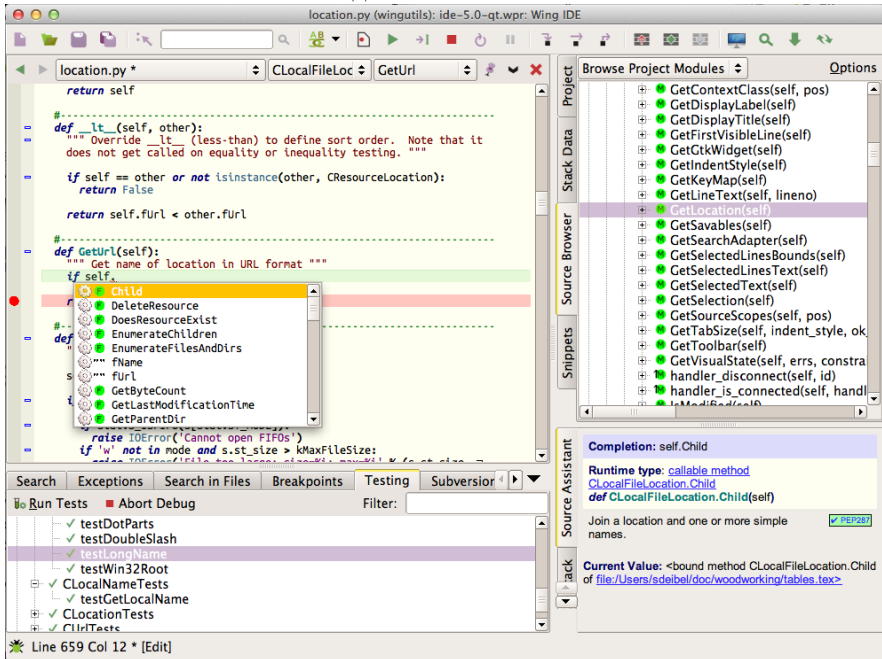 location.py (wingutils): ide-5.0-qt.wpr: Wing IDE
location.py *
CLocalFileLoc
GetUrl
return self
#-----------------------------------------------------------------------
def __lt__(self, other):
""" Override __lt__ (less-than) to define sort order.  Note that it
does not get called on equality or inequality testing. """
if self == other or not isinstance(other, CResourceLocation):
return False
return self.fUrl < other.fUrl
#-----------------------------------------------------------------------
def GetUrl(self):
""" Get name of location in URL format """
if self.
Child
DeleteResource
DoesResourceExist
EnumerateChildren
EnumerateFilesAndDirs
fName
fUrl
GetByteCount
GetLastModificationTime
GetParentDir
raise IOError('Cannot open FIFOs')
if 'w' not in mode and s.st_size > kMaxFileSize:
Project
Stack Data
Source Browser
Snippets
Browse Project Modules
Options
GetContextClass(self, pos)
GetDisplayLabel(self)
GetDisplayTitle(self)
GetFirstVisibleLine(self)
GetGtkWidget(self)
GetIndentStyle(self)
GetKeyMap(self)
GetLineText(self, lineno)
GetLocation(self)
GetSavables(self)
GetSearchAdapter(self)
GetSelectedLinesBounds(self)
GetSelectedLinesText(self)
GetSelectedText(self)
GetSelection(self)
GetSourceScopes(self, pos)
GetTabSize(self, indent_style, ok_
GetToolbar(self)
GetVisualState(self, errs, constra
handler_disconnect(self, id)
handler_is_connected(self, handl
IsModified(self)
Search
Exceptions
Search in Files
Breakpoints
Testing
Subversion
Run Tests
Abort Debug
Filter:
testDotParts
testDoubleSlash
testLongName
testWin32Root
CLocalNameTests
testGetLocalName
CLocationTests
CUrlTests
Source Assistant
Completion: self.Child
Runtime type: callable method
CLocalFileLocation.Child
def CLocalFileLocation.Child(self)
Join a location and one or more simple
names.
PEP287
Current Value: <bound method CLocalFileLocation.Child
of file:/Users/sdeibel/doc/woodworking/tables.tex>
Line 659 Col 12 * [Edit]